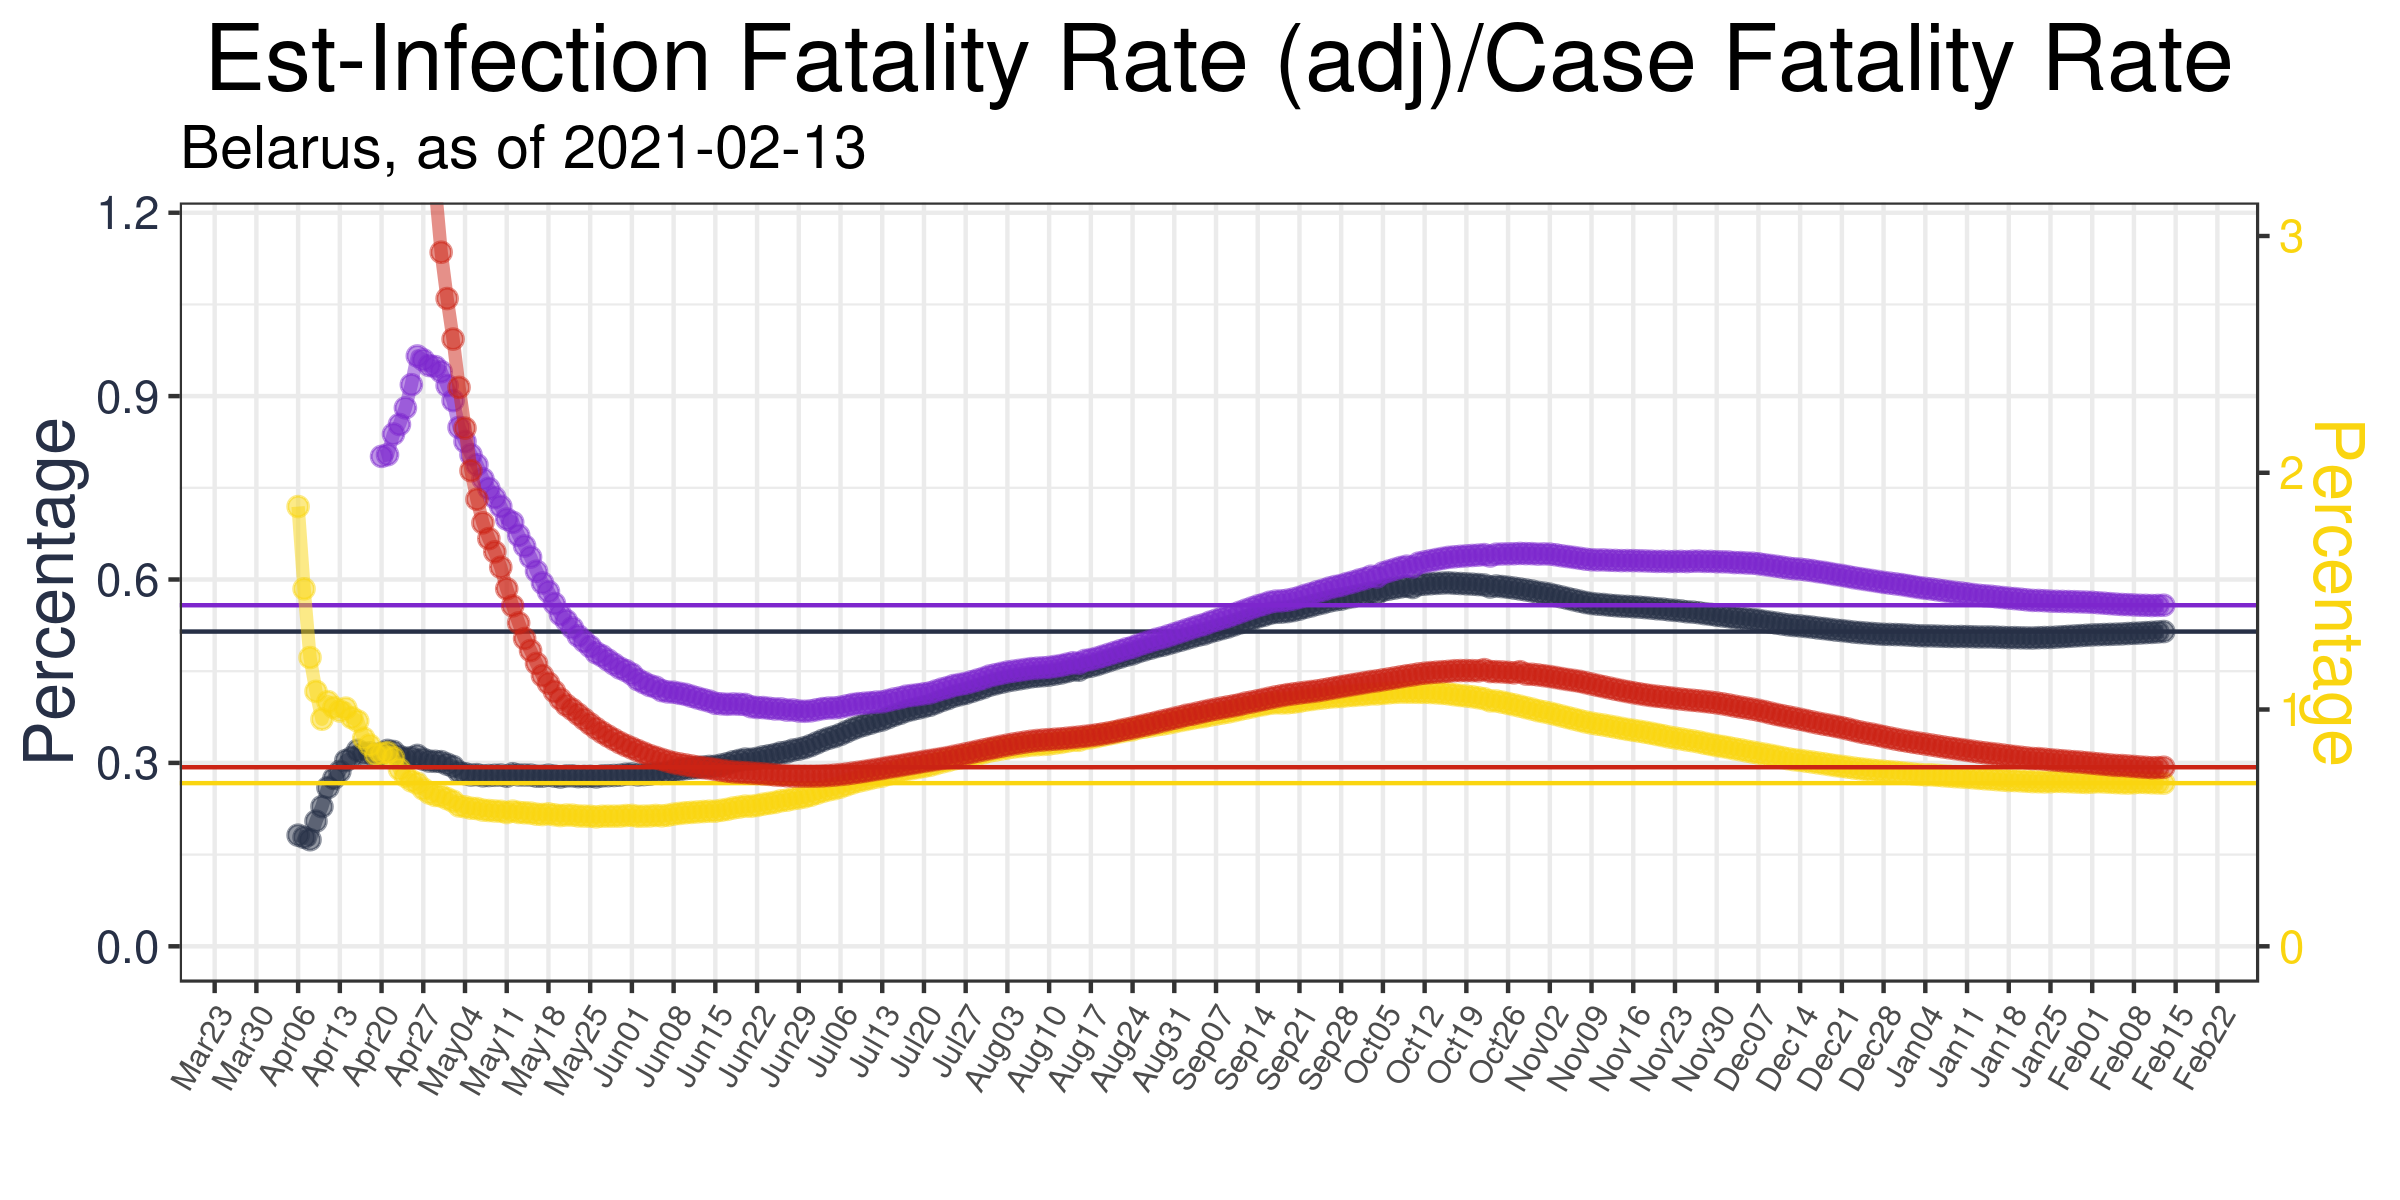 Est-Infection Fatality Rate (adj)/Case Fatality Rate
Belarus, as of 2021-02-13
Percentage
1.2
0.9
0.6
0.3
0.0
3
2
1
0
Percentage
Mar23 Mar30 Apr06 Apr13 Apr20 Apr27 May04 May11 May18 May25 Jun01 Jun08 Jun15 Jun22 Jun29 Jul06 Jul13 Jul20 Jul27 Aug03 Aug10 Aug17 Aug24 Aug31 Sep07 Sep14 Sep21 Sep28 Oct05 Oct12 Oct19 Oct26 Nov02 Nov09 Nov16 Nov23 Nov30 Dec07 Dec14 Dec21 Dec28 Jan04 Jan11 Jan18 Jan25 Feb01 Feb08 Feb15 Feb22